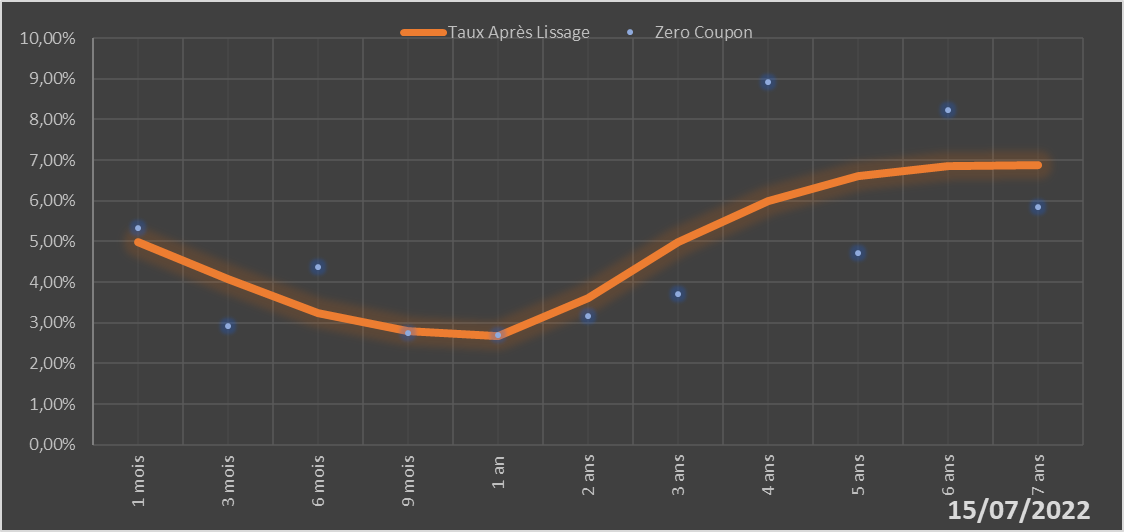 Taux Après Lissage Zero Coupon
10,00%
9,00%
8,00%
7,00%
6,00%
5,00%
4,00%
3,00%
2,00%
1,00%
0,00%
1 mois
3 mois
6 mois
9 mois
1 an
2 ans
3 ans
4 ans
5 ans
6 ans
7 ans
15/07/2022